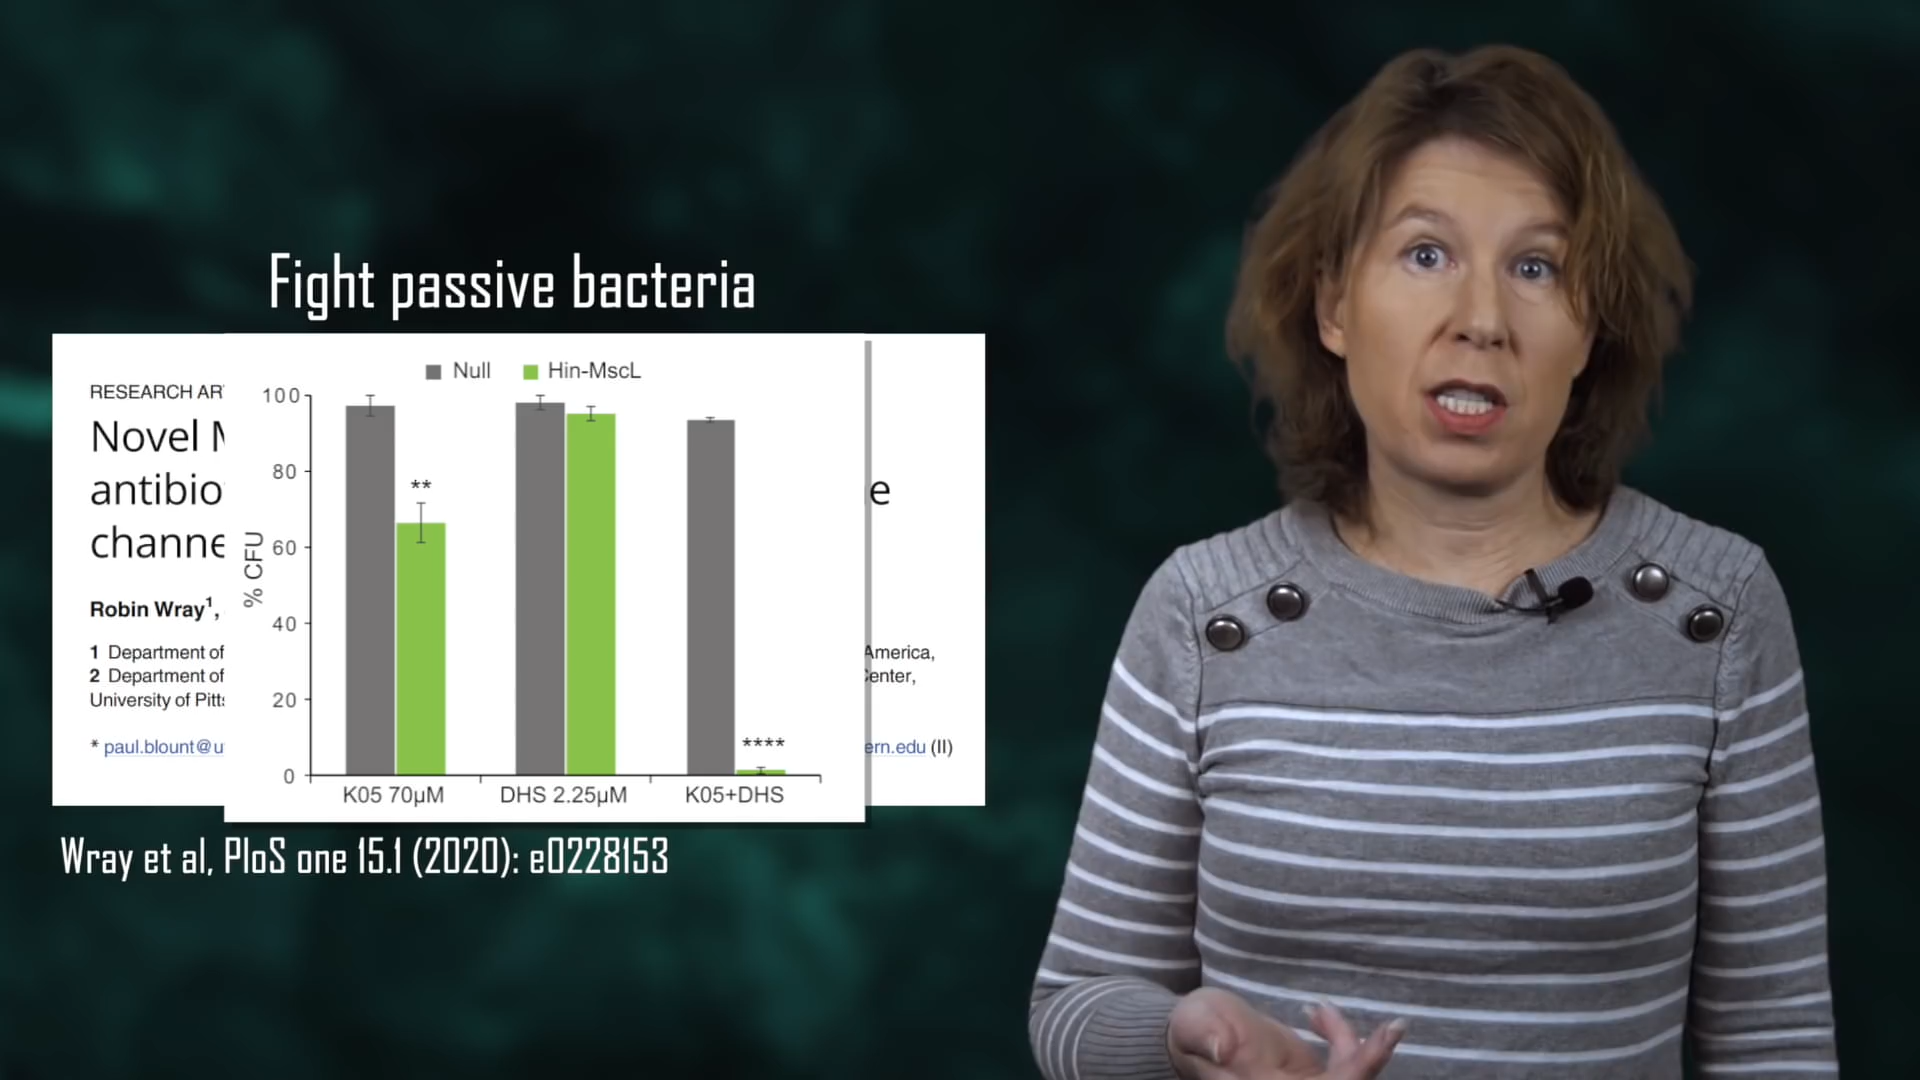 Fight passive bacteria
RESEARCH AR
Novel
antibio e
channe
Robin Wray1,
1 Department of America,
2 Department of enter,
University of Pitt
* paul.blount@u ern.edu (II)
Null Hin-MscL
100
80
60
40
20
0
% CFU
**
****
K05 70µM DHS 2.25µM K05+DHS
Wray et al, PloS one 15.1 (2020): e0228153